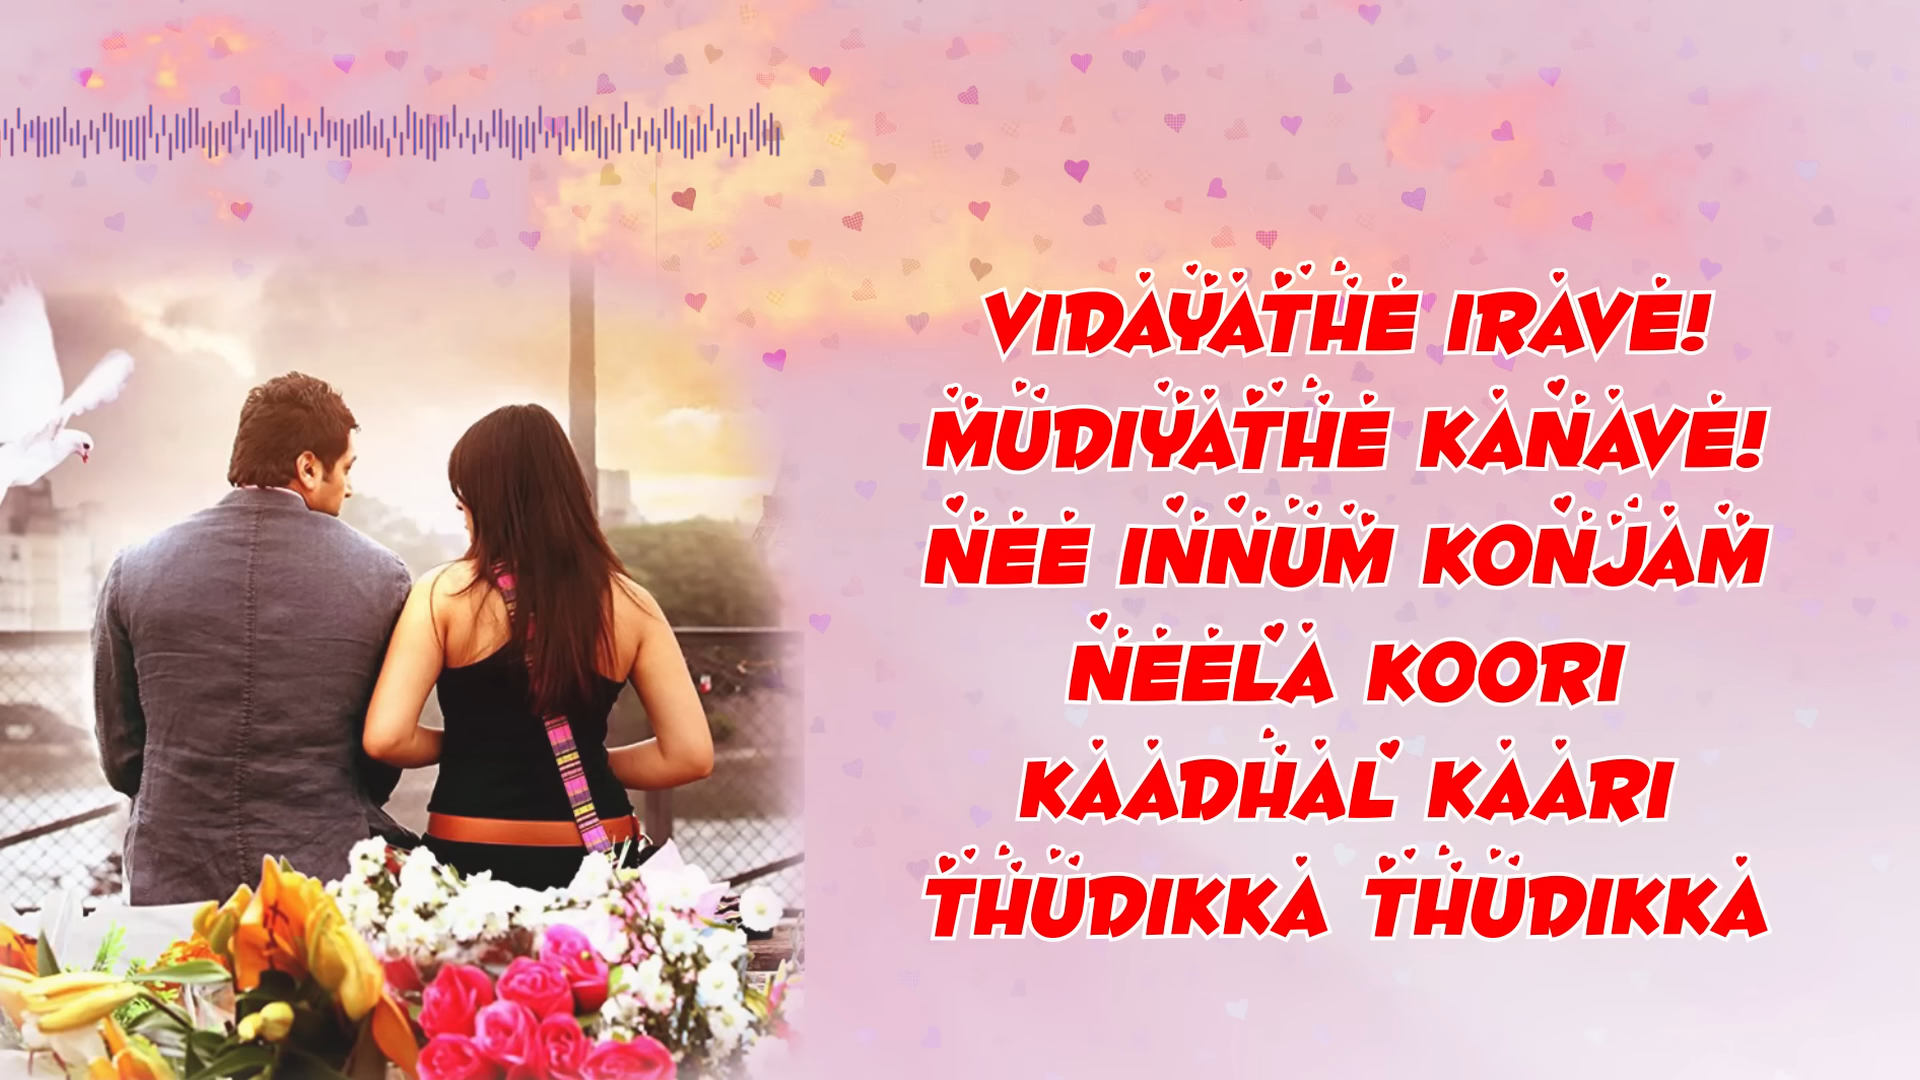 VIDAYATHE IRAVE!
MUDIYATHE KANAVE!
NEE INNUM KONJAM
NEELA KOORI
KAADHAL KAARI
THUDIKKA THUDIKKA